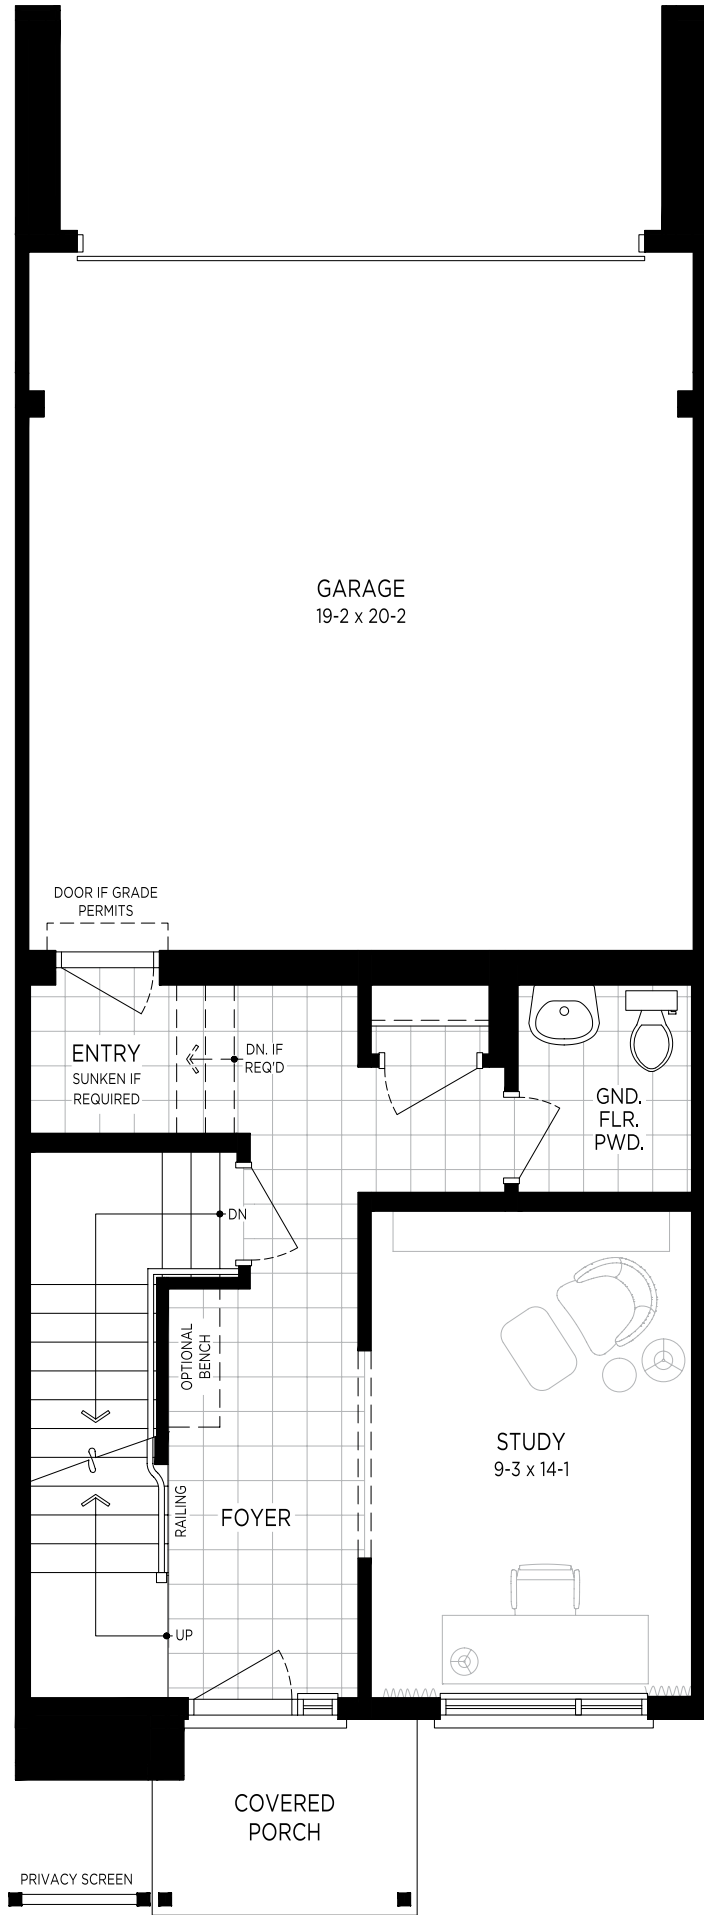 GARAGE
19-2 x 20-2
DOOR IF GRADE
PERMITS
ENTRY
SUNKEN IF
REQUIRED
DN. IF
REQ'D
GND.
FLR.
PWD.
DN
OPTIONAL
BENCH
STUDY
9-3 x 14-1
RAILING
FOYER
UP
COVERED
PORCH
PRIVACY SCREEN